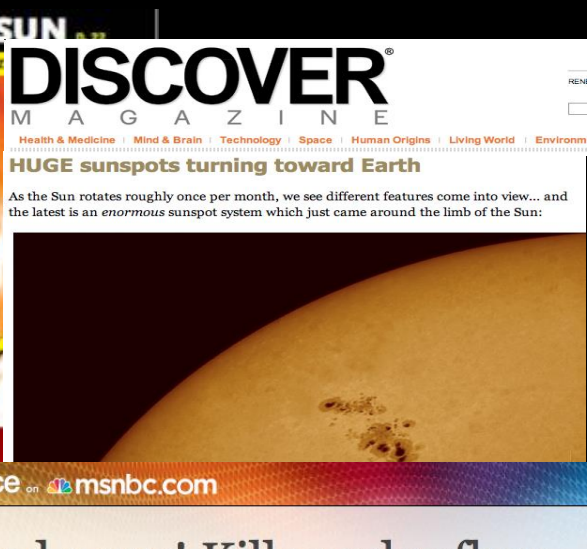 SUN p. 22
DISCOVER®
MAGAZINE
Health & Medicine | Mind & Brain | Technology | Space | Human Origins | Living World | Environm
HUGE sunspots turning toward Earth
As the Sun rotates roughly once per month, we see different features come into view... and
the latest is an enormous sunspot system which just came around the limb of the Sun:
on msnbc.com